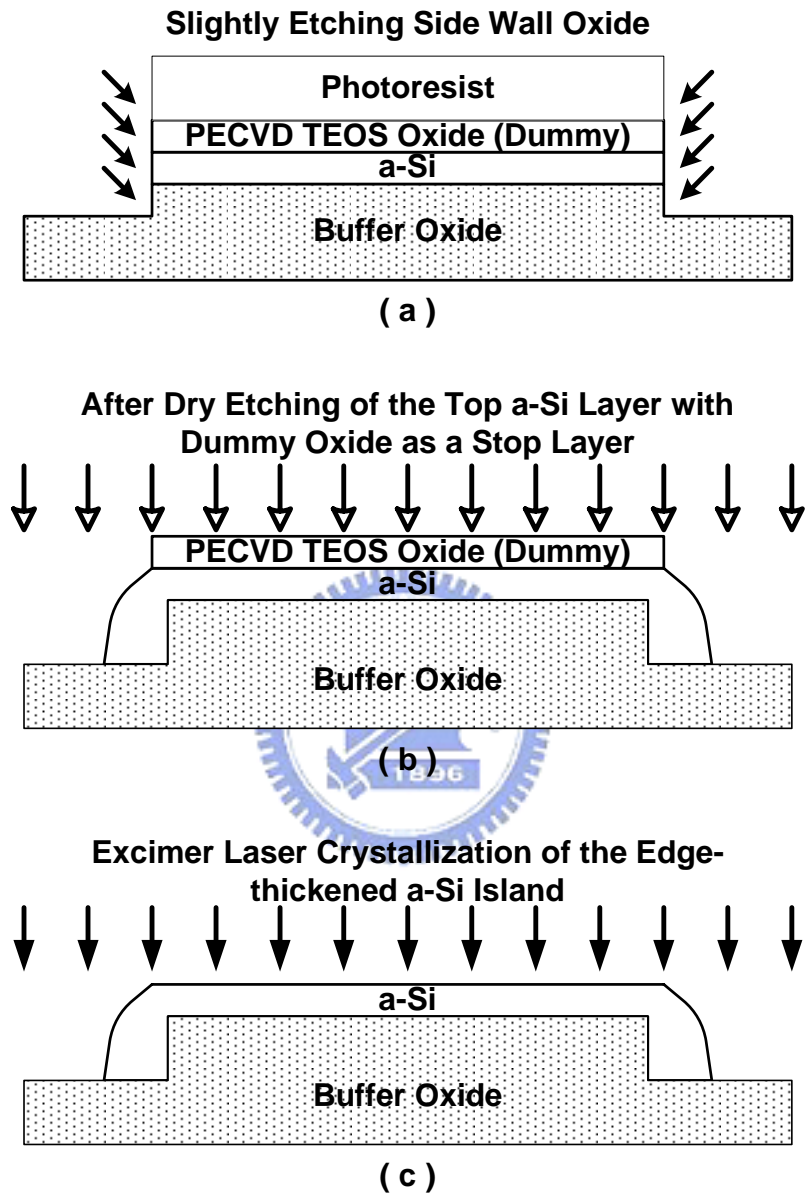 Slightly Etching Side Wall Oxide
Photoresist
PECVD TEOS Oxide (Dummy)
a-Si
Buffer Oxide
( a )
After Dry Etching of the Top a-Si Layer with
Dummy Oxide as a Stop Layer
PECVD TEOS Oxide (Dummy)
a-Si
Buffer Oxide
( b )
1896
Excimer Laser Crystallization of the Edge-
thickened a-Si Island
a-Si
Buffer Oxide
( c )